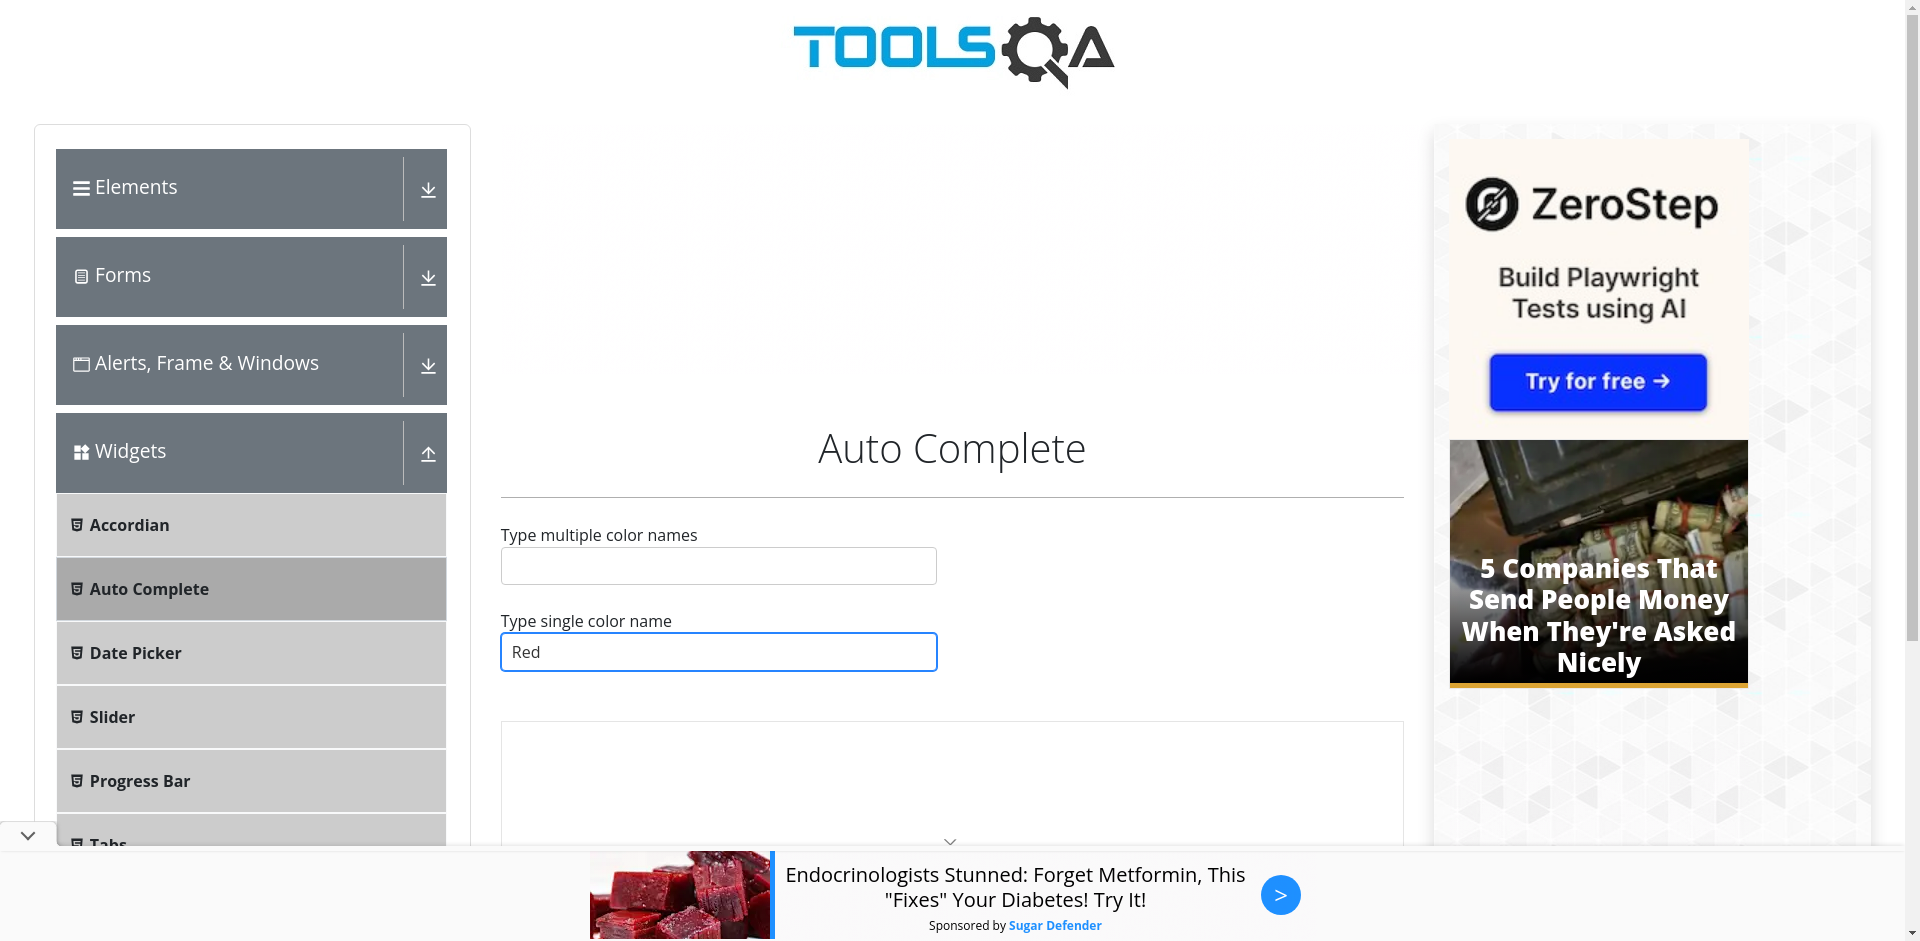 TOOLSQA
Elements
Forms
Alerts, Frame & Windows
Widgets
Accordian
Auto Complete
Date Picker
Slider
Progress Bar
Tabs
Auto Complete
Type multiple color names
Type single color name
Red
ZeroStep
Build Playwright
Tests using AI
Try for free →
5 Companies That
Send People Money
When They're Asked
Nicely
Endocrinologists Stunned: Forget Metformin, This
"Fixes" Your Diabetes! Try It!
Sponsored by Sugar Defender
>